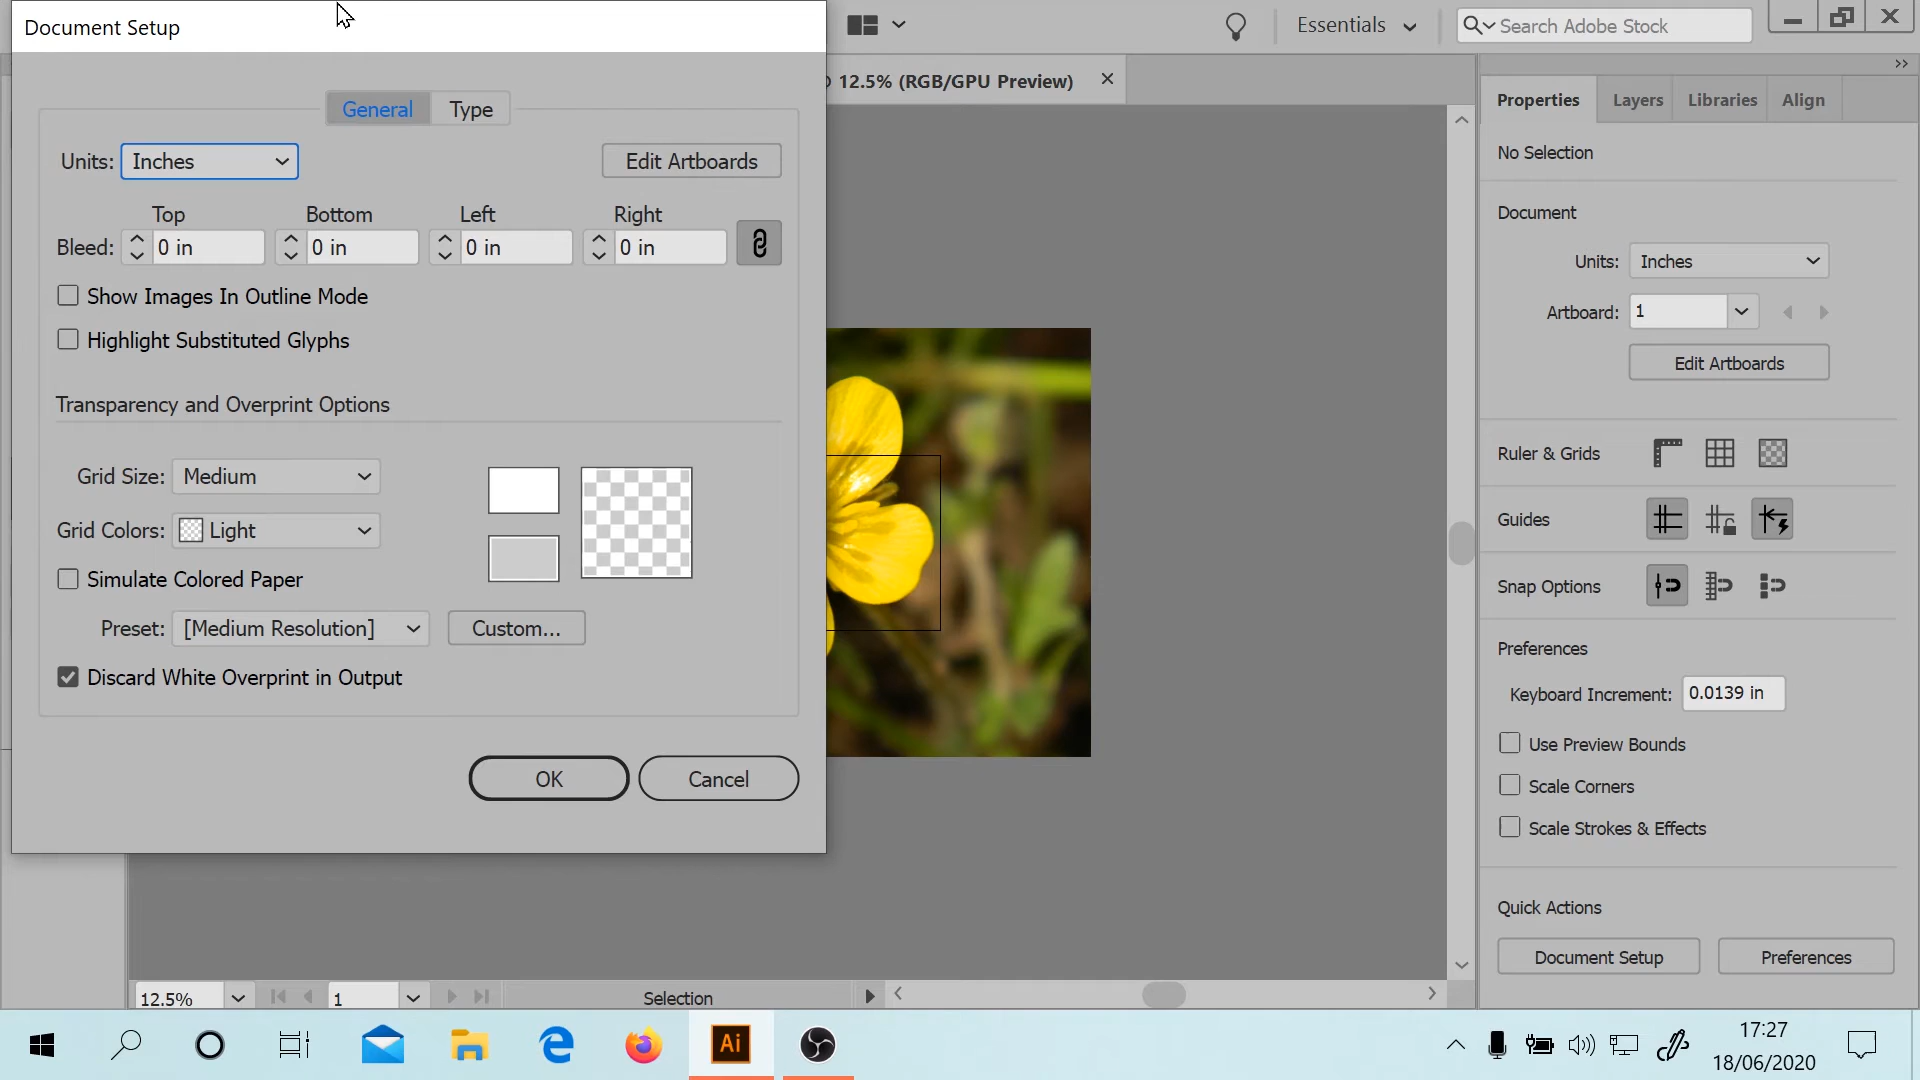 Document Setup
Essentials
Search Adobe Stock
12.5% (RGB/GPU Preview)
General Type
Units: Inches Edit Artboards
Top Bottom Left Right
Bleed: 0 in 0 in 0 in 0 in
Show Images In Outline Mode
Highlight Substituted Glyphs
Transparency and Overprint Options
Grid Size: Medium
Grid Colors: Light
Simulate Colored Paper
Preset: [Medium Resolution] Custom...
Discard White Overprint in Output
OK Cancel
Properties Layers Libraries Align
No Selection
Document
Units: Inches
Artboard: 1
Edit Artboards
Ruler & Grids
Guides
Snap Options
Preferences
Keyboard Increment: 0.0139 in
Use Preview Bounds
Scale Corners
Scale Strokes & Effects
Quick Actions
Document Setup Preferences
12.5% 1 Selection
Ai
17:27
18/06/2020